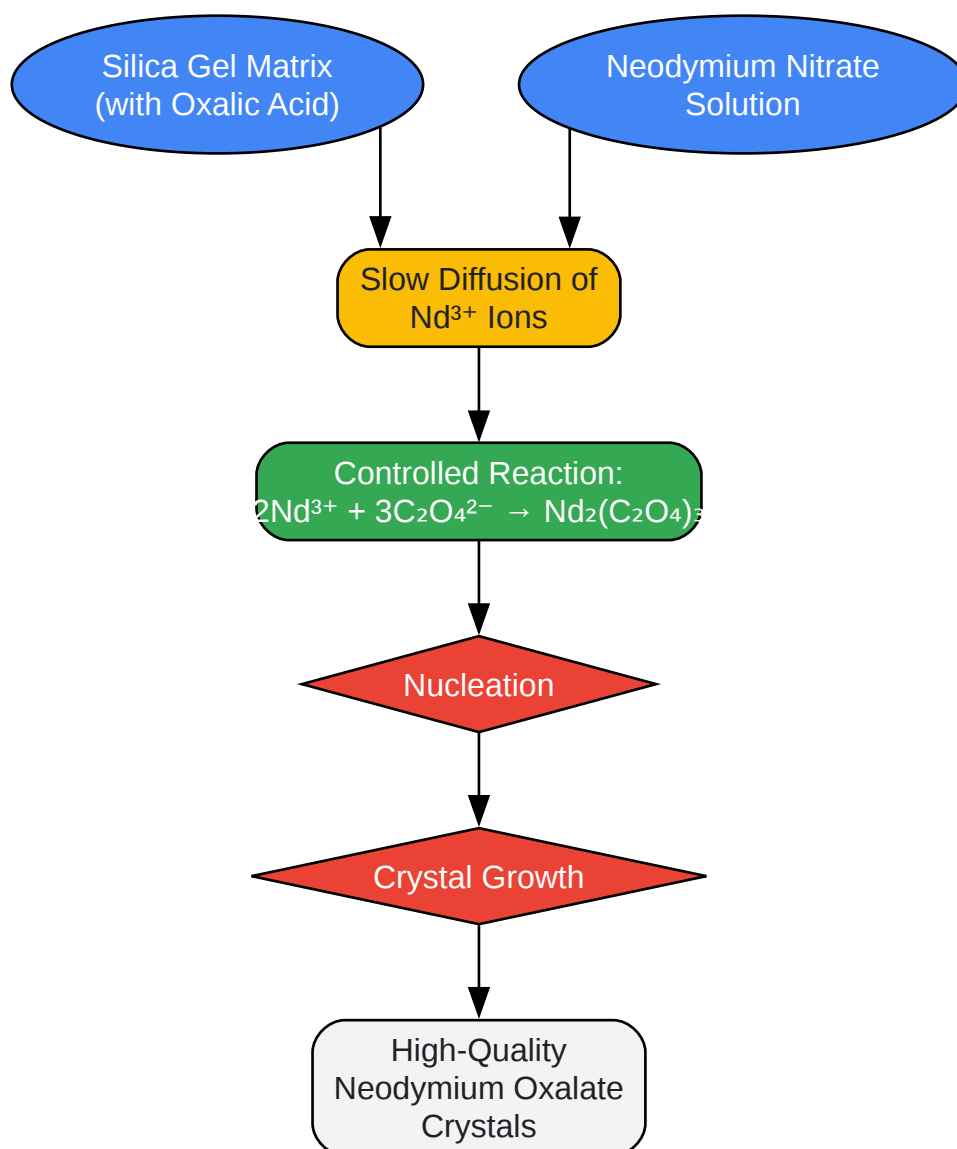 Silica Gel Matrix
(with Oxalic Acid)
Neodymium Nitrate
Solution
Slow Diffusion of
Nd³⁺ Ions
Controlled Reaction:
2Nd³⁺ + 3C₂O₄²⁻ → Nd₂(C₂O₄)₃
Nucleation
Crystal Growth
High-Quality
Neodymium Oxalate
Crystals